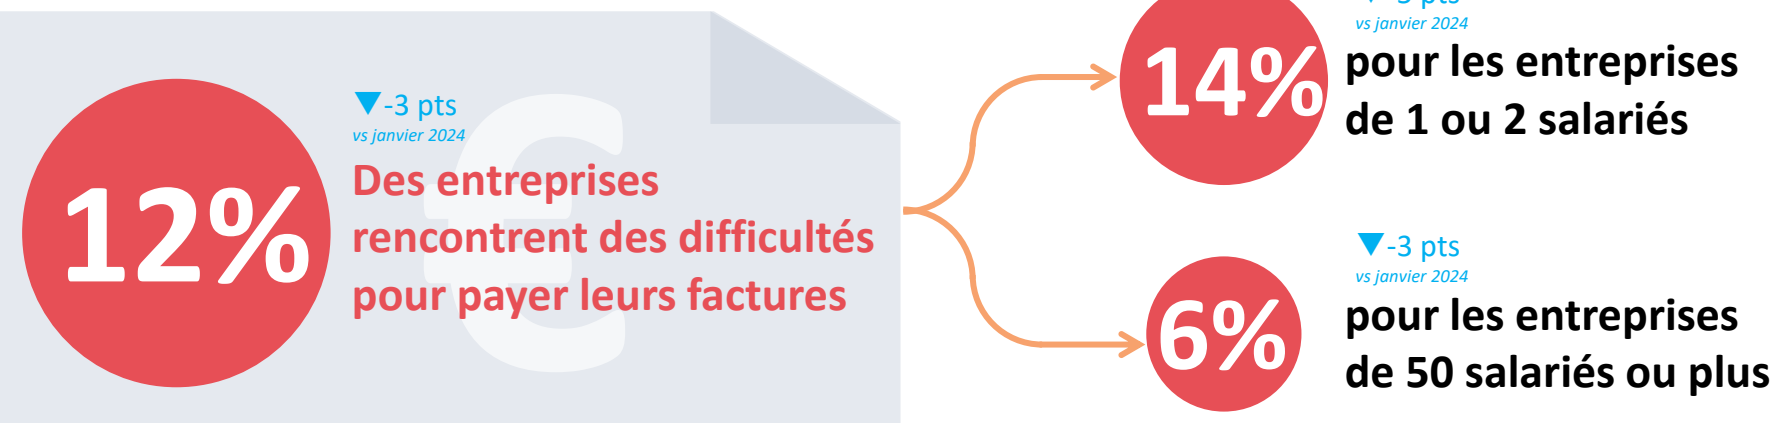 12%
▼-3 pts
vs janvier 2024
Des entreprises
rencontrent des difficultés
pour payer leurs factures
€
14%
▼-3 pts
vs janvier 2024
pour les entreprises
de 1 ou 2 salariés
6%
▼-3 pts
vs janvier 2024
pour les entreprises
de 50 salariés ou plus